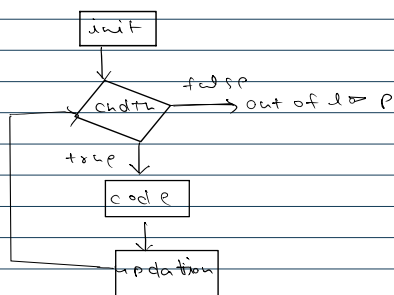 init
false
cndtn
out of loop
true
code
updation